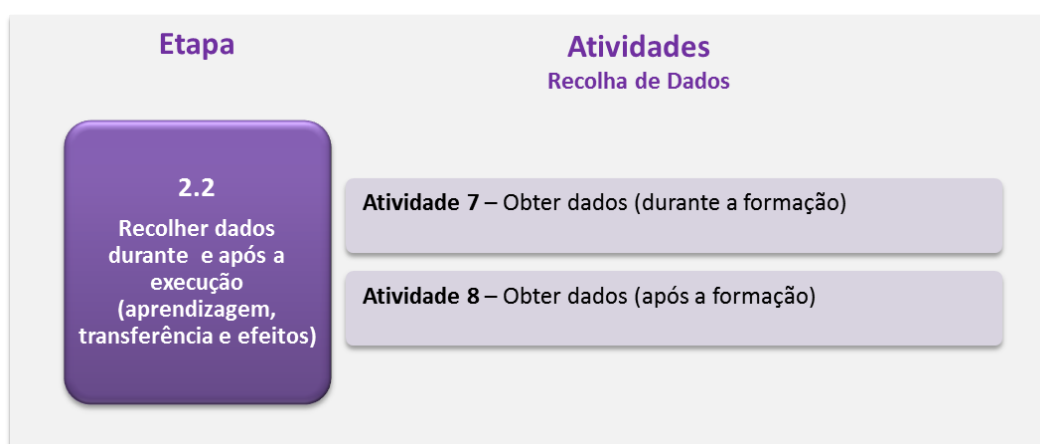 Etapa
Atividades
Recolha de Dados
2.2
Recolher dados
durante e após a
execução
(aprendizagem,
transferência e efeitos)
Atividade 7 – Obter dados (durante a formação)
Atividade 8 – Obter dados (após a formação)